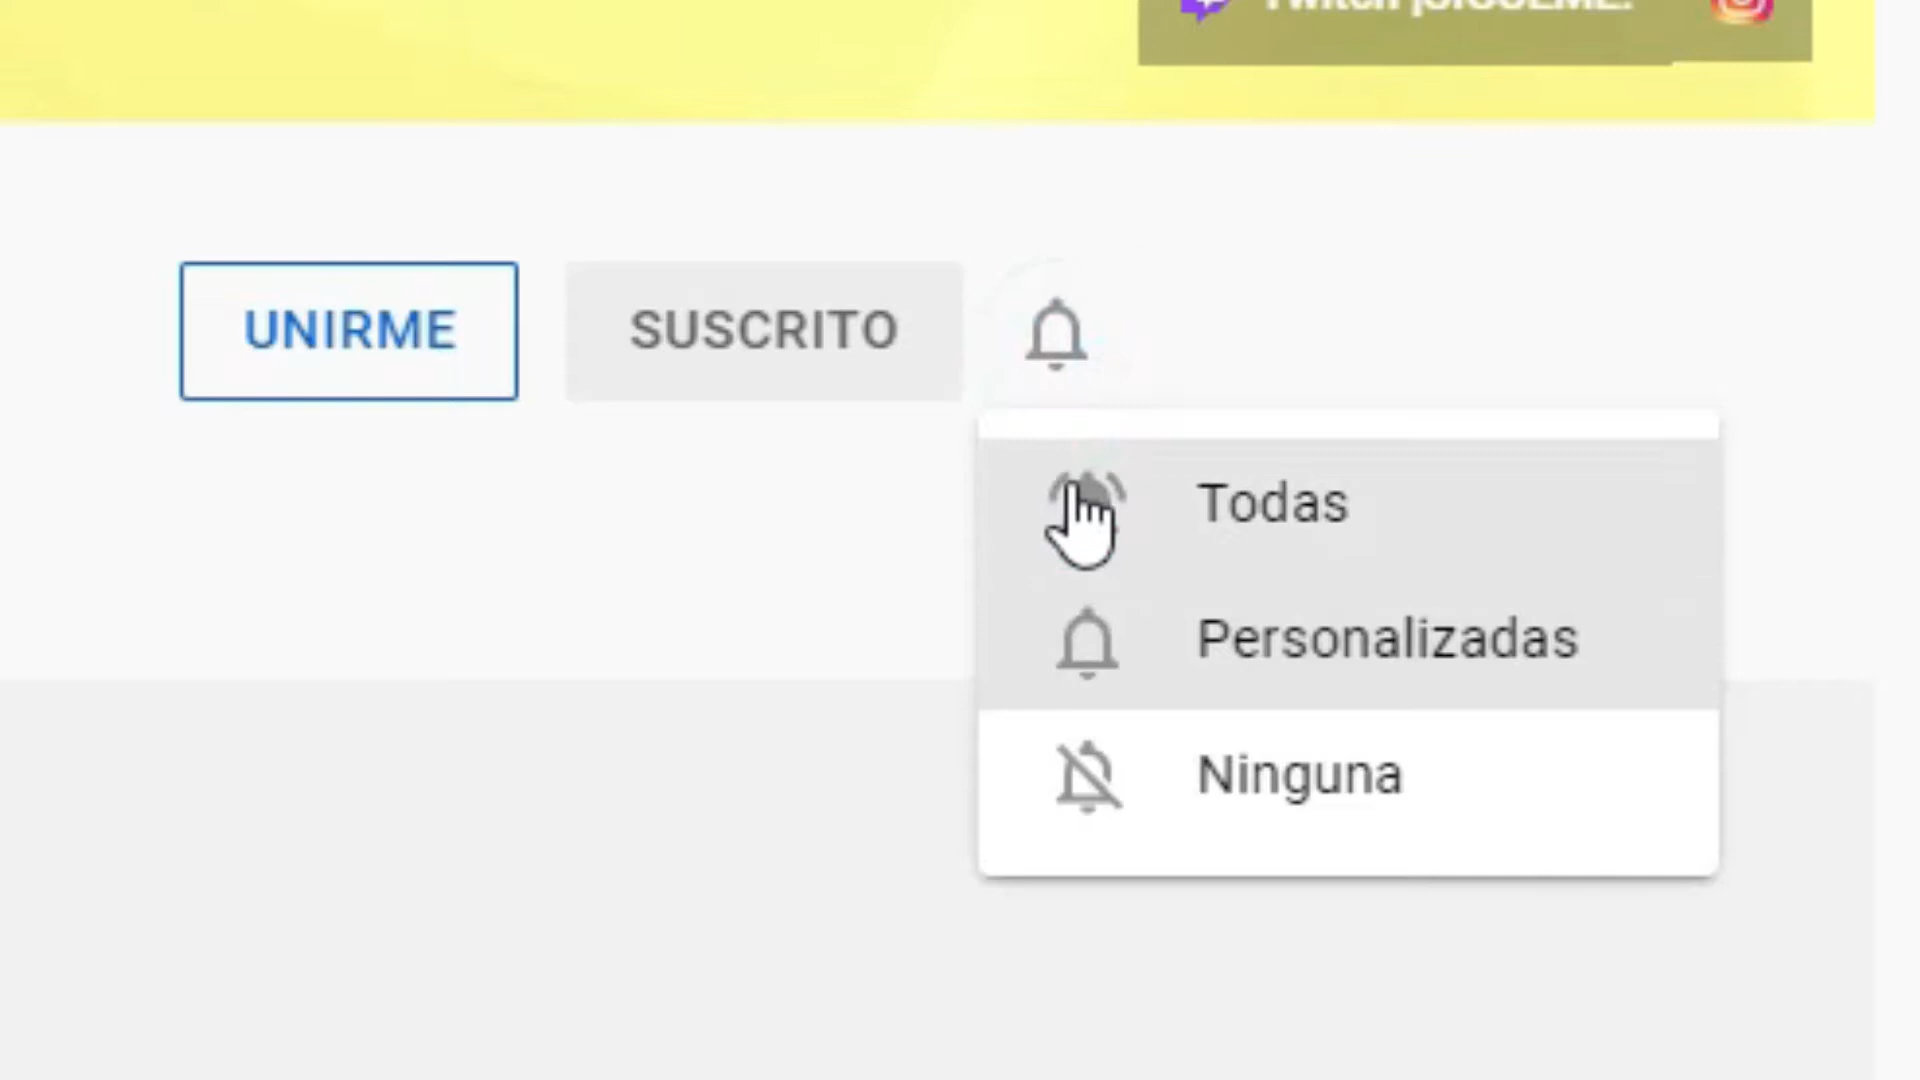 UNIRME
SUSCRITO
Todas
Personalizadas
Ninguna